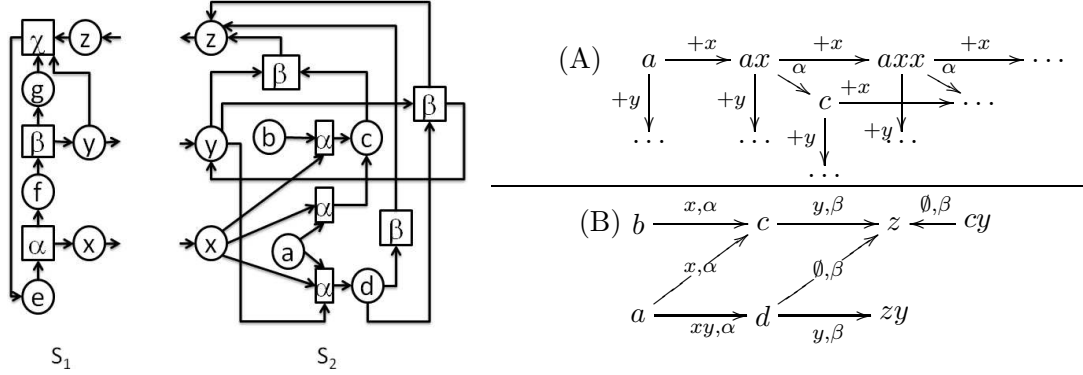 χ z z
g β β
β y y b α c
f
α x x α β
a
e α d
S1 S2
(A) a +x ax +x axx +x ···
α α
c +x ···
+y +y +y
··· ··· +y ···
···
(B) b x,α c y,β z ∅,β cy
x,α ∅,β
a xy,α d y,β zy